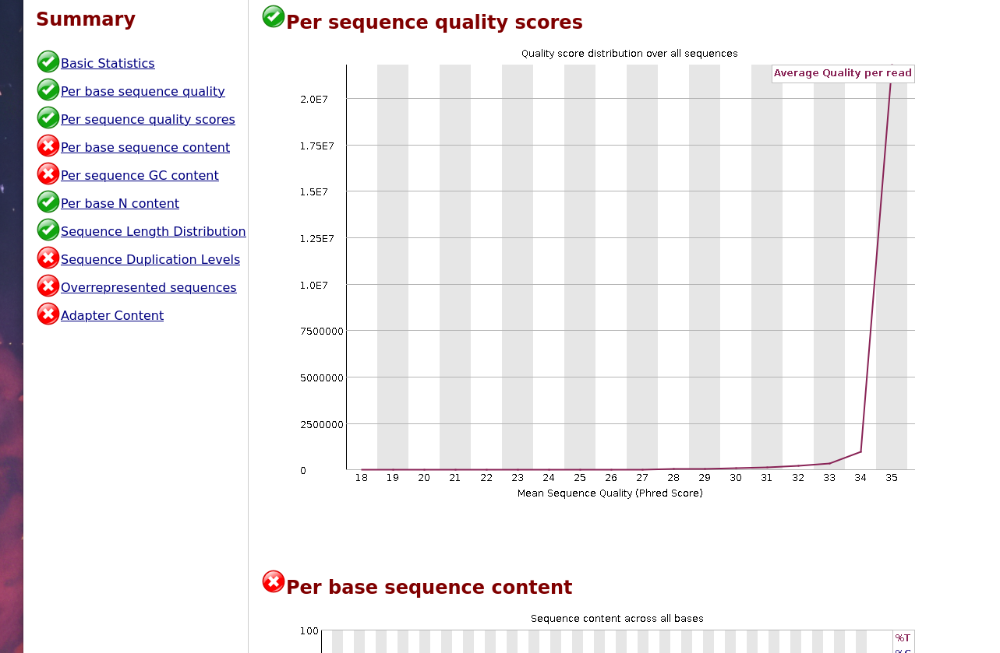 Summary
Basic Statistics
Per base sequence quality
Per sequence quality scores
Per base sequence content
Per sequence GC content
Per base N content
Sequence Length Distribution
Sequence Duplication Levels
Overrepresented sequences
Adapter Content
Per sequence quality scores
Quality score distribution over all sequences
Average Quality per read
2.0E7
1.75E7
1.5E7
1.25E7
1.0E7
7500000
5000000
2500000
0
18 19 20 21 22 23 24 25 26 27 28 29 30 31 32 33 34 35
Mean Sequence Quality (Phred Score)
Per base sequence content
Sequence content across all bases
100
%T